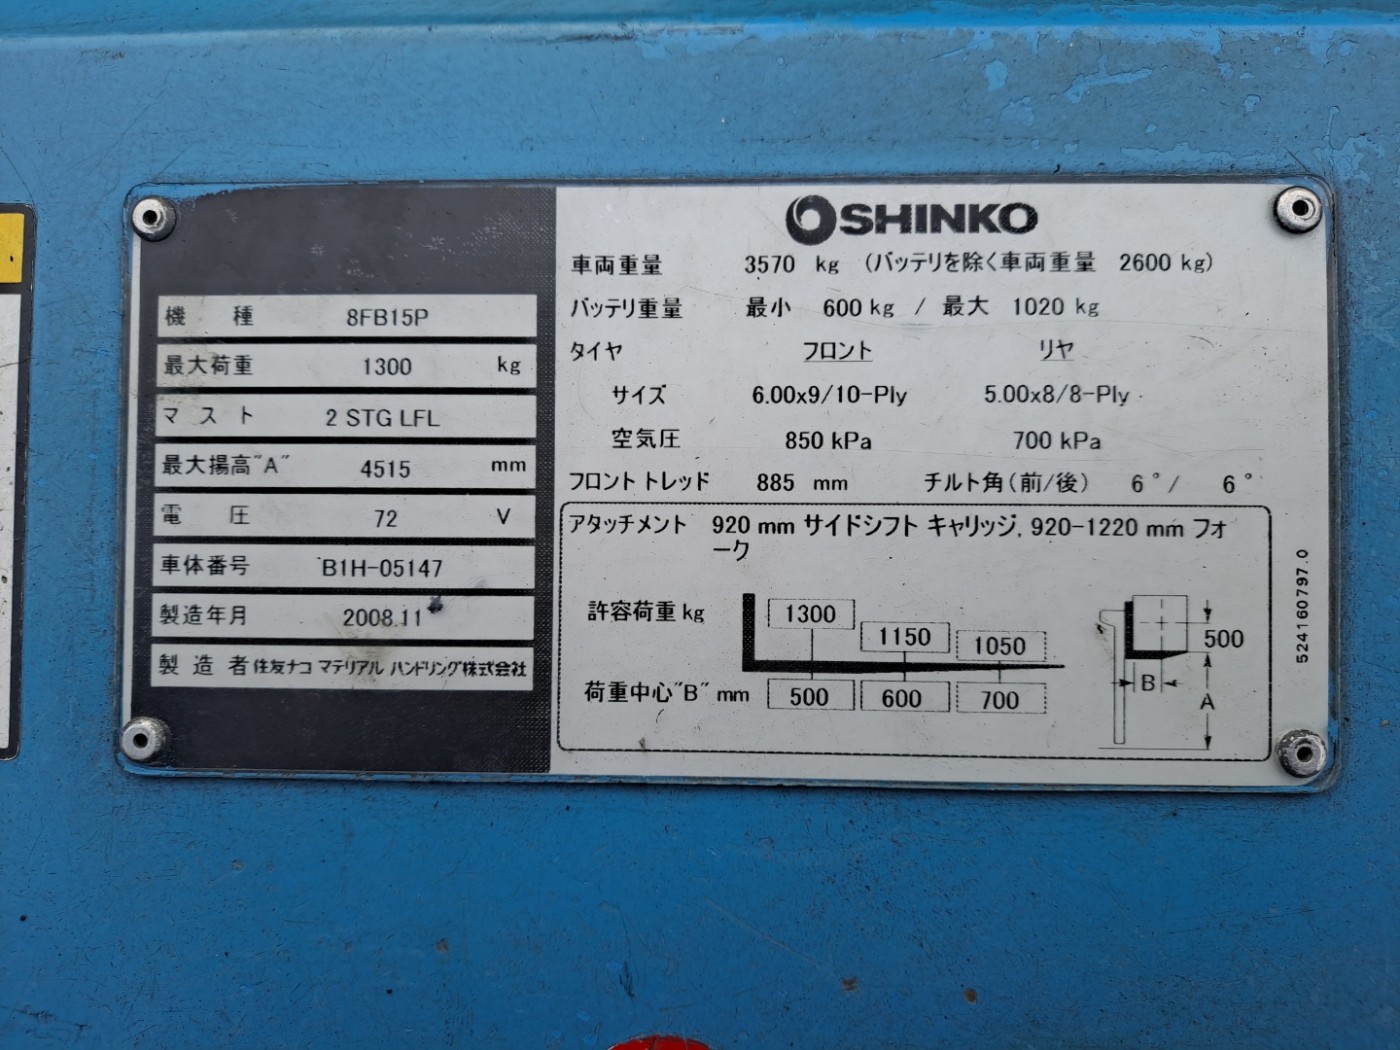 機 種 8FB15P
最大荷重 1300 kg
マスト 2 STG LFL
最大揚高"A" 4515 mm
電 圧 72 V
車体番号 B1H-05147
製造年月 2008.11
製造者 住友ナコ マテリアル ハンドリング株式会社
SHINKO
車両重量 3570 kg (バッテリを除く車両重量 2600 kg)
バッテリ重量 最小 600 kg / 最大 1020 kg
タイヤ フロント リヤ
サイズ 6.00x9/10-Ply 5.00x8/8-Ply
空気圧 850 kPa 700 kPa
フロントトレッド 885 mm チルト角(前/後) 6°/ 6°
アタッチメント 920 mm サイドシフト キャリッジ, 920-1220 mm フォ
ーク
許容荷重 kg 1300 1150 1050
荷重中心"B" mm 500 600 700
500
B
A
524160797.0